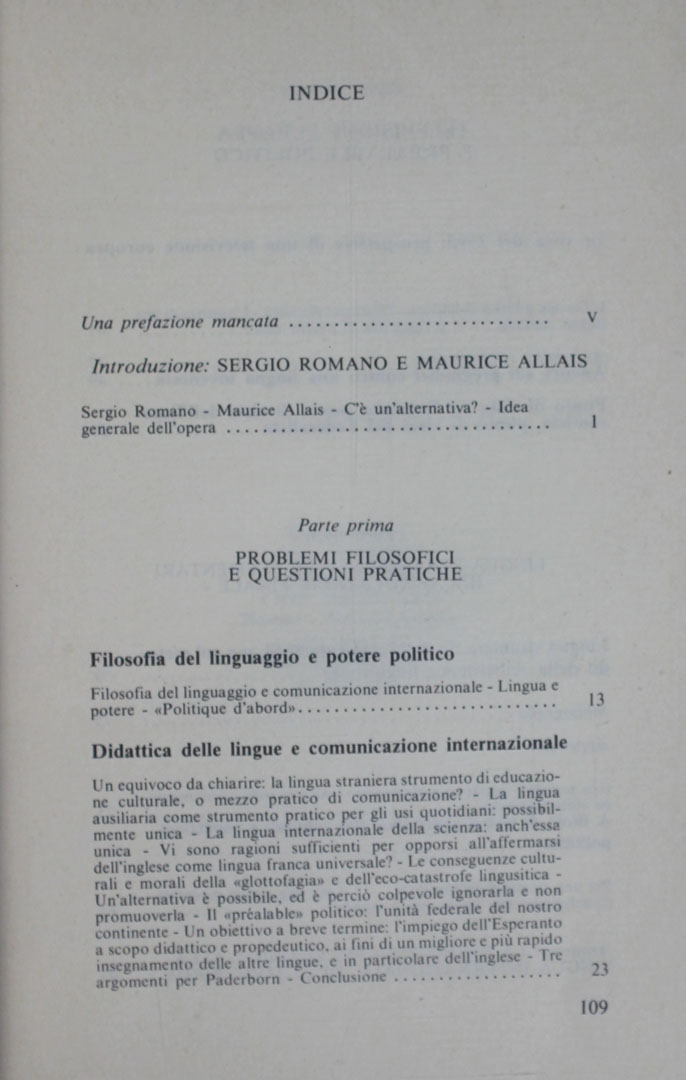 INDICE
Una prefazione mancata .............................. V
Introduzione: SERGIO ROMANO E MAURICE ALLAIS
Sergio Romano - Maurice Allais - C'è un'alternativa? - Idea
generale dell'opera .................................... 1
Parte prima
PROBLEMI FILOSOFICI
E QUESTIONI PRATICHE
Filosofia del linguaggio e potere politico
Filosofia del linguaggio e comunicazione internazionale - Lingua e
potere - «Politique d'abord»............................. 13
Didattica delle lingue e comunicazione internazionale
Un equivoco da chiarire: la lingua straniera strumento di educazio-
ne culturale, o mezzo pratico di comunicazione? - La lingua
ausiliaria come strumento pratico per gli usi quotidiani: possibil-
mente unica - La lingua internazionale della scienza: anch'essa
unica - Vi sono ragioni sufficienti per opporsi all'affermarsi
dell'inglese come lingua franca universale? - Le conseguenze cultu-
rali e morali della «glottofagia» e dell'eco-catastrofe lingusitica -
Un'alternativa è possibile, ed è perciò colpevole ignorarla e non
promuoverla - Il «préalable» politico: l'unità federale del nostro
continente - Un obiettivo a breve termine: l'impiego dell'Esperanto
a scopo didattico e propedeutico, ai fini di un migliore e più rapido
insegnamento delle altre lingue, e in particolare dell'inglese - Tre
argomenti per Paderborn - Conclusione ................... 23
109